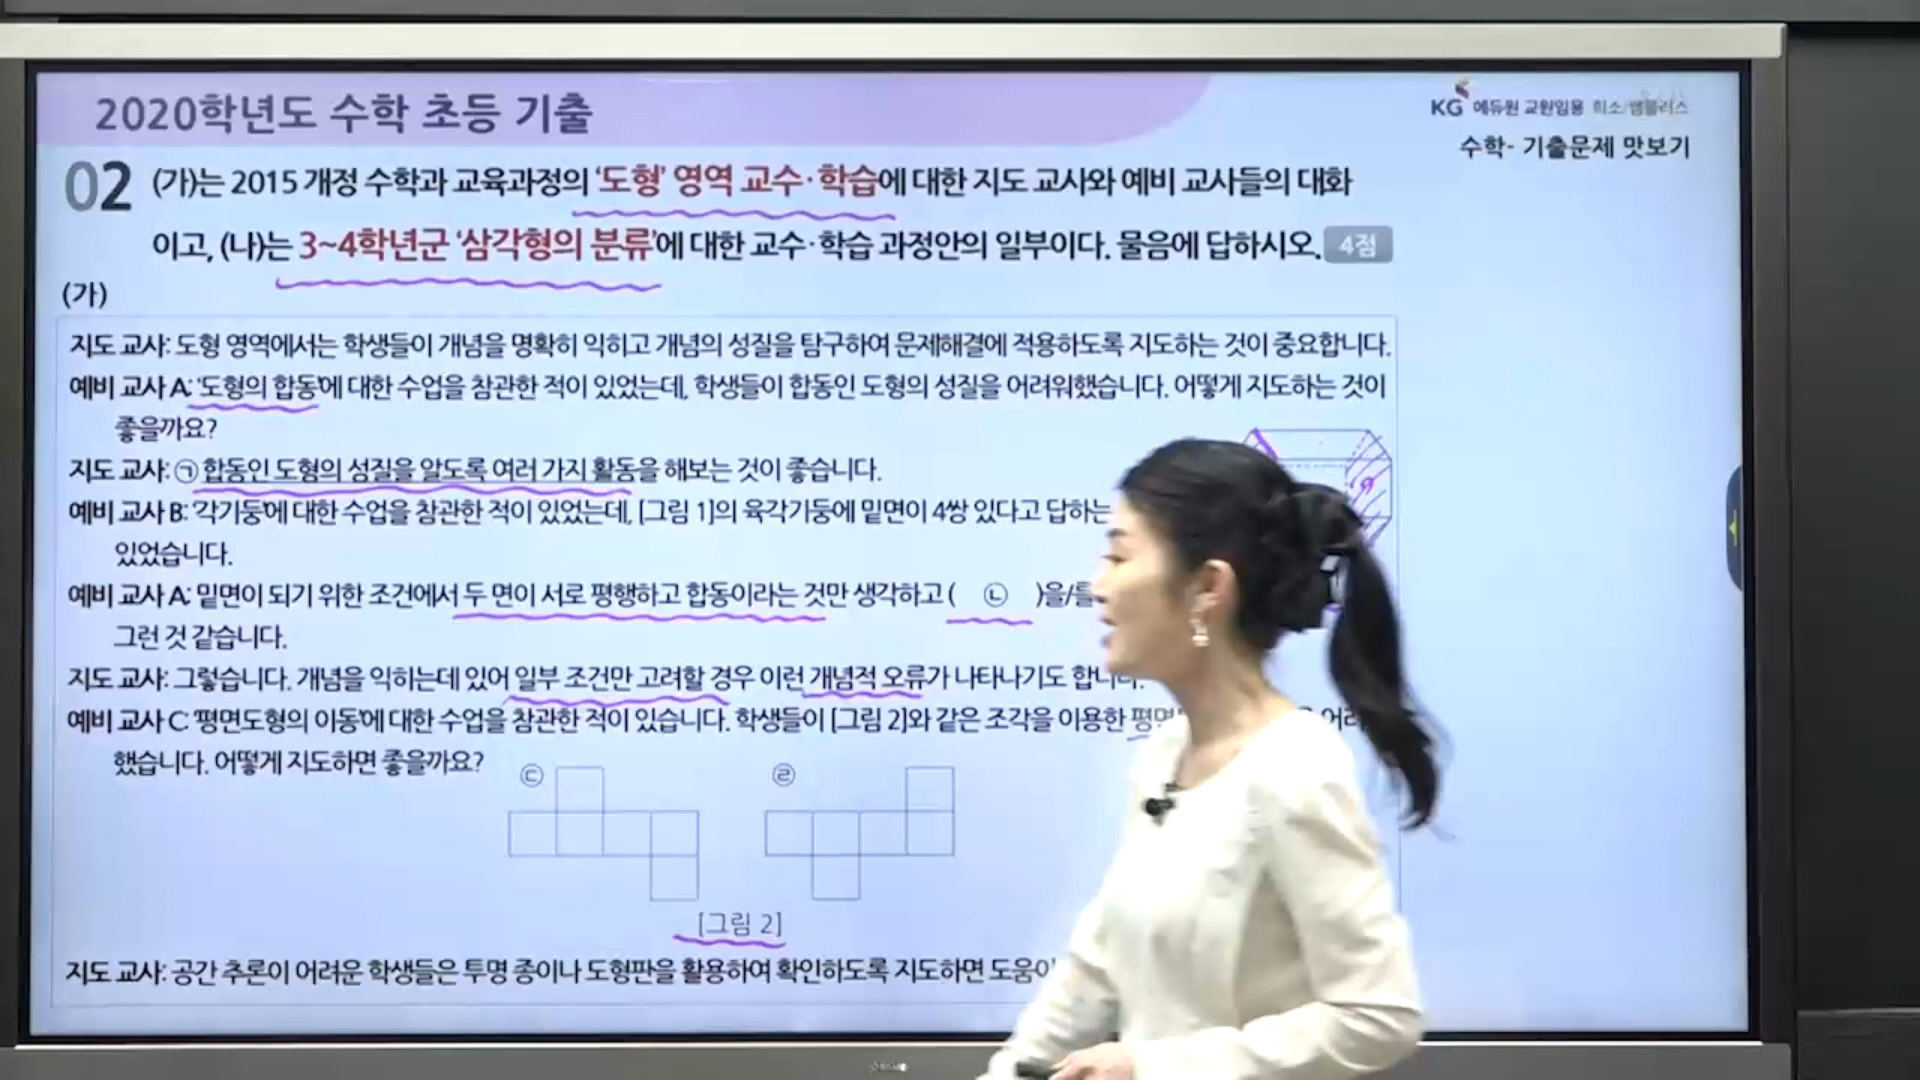 2020학년도 수학 초등 기출
KG 에듀원 교원임용 희소/쌤플러스
수학- 기출문제 맛보기
02 (가)는 2015 개정 수학과 교육과정의 '도형' 영역 교수·학습에 대한 지도 교사와 예비 교사들의 대화
이고, (나)는 3~4학년군 '삼각형의 분류'에 대한 교수·학습 과정안의 일부이다. 물음에 답하시오. 4점
(가)
지도 교사: 도형 영역에서는 학생들이 개념을 명확히 익히고 개념의 성질을 탐구하여 문제해결에 적용하도록 지도하는 것이 중요합니다.
예비 교사 A: '도형의 합동'에 대한 수업을 참관한 적이 있었는데, 학생들이 합동인 도형의 성질을 어려워했습니다. 어떻게 지도하는 것이
좋을까요?
지도 교사: ㉠ 합동인 도형의 성질을 알도록 여러 가지 활동을 해보는 것이 좋습니다.
예비 교사 B: '각기둥'에 대한 수업을 참관한 적이 있었는데, [그림 1]의 육각기둥에 밑면이 4쌍 있다고 답하는
있었습니다.
예비 교사 A: 밑면이 되기 위한 조건에서 두 면이 서로 평행하고 합동이라는 것만 생각하고 ( ㉡ )을/를
그런 것 같습니다.
지도 교사: 그렇습니다. 개념을 익히는데 있어 일부 조건만 고려할 경우 이런 개념적 오류가 나타나기도 합니다.
예비 교사 C: '평면도형의 이동'에 대한 수업을 참관한 적이 있습니다. 학생들이 [그림 2]와 같은 조각을 이용한 평면
했습니다. 어떻게 지도하면 좋을까요?
㉢ ㉣
[그림 2]
지도 교사: 공간 추론이 어려운 학생들은 투명 종이나 도형판을 활용하여 확인하도록 지도하면 도움이